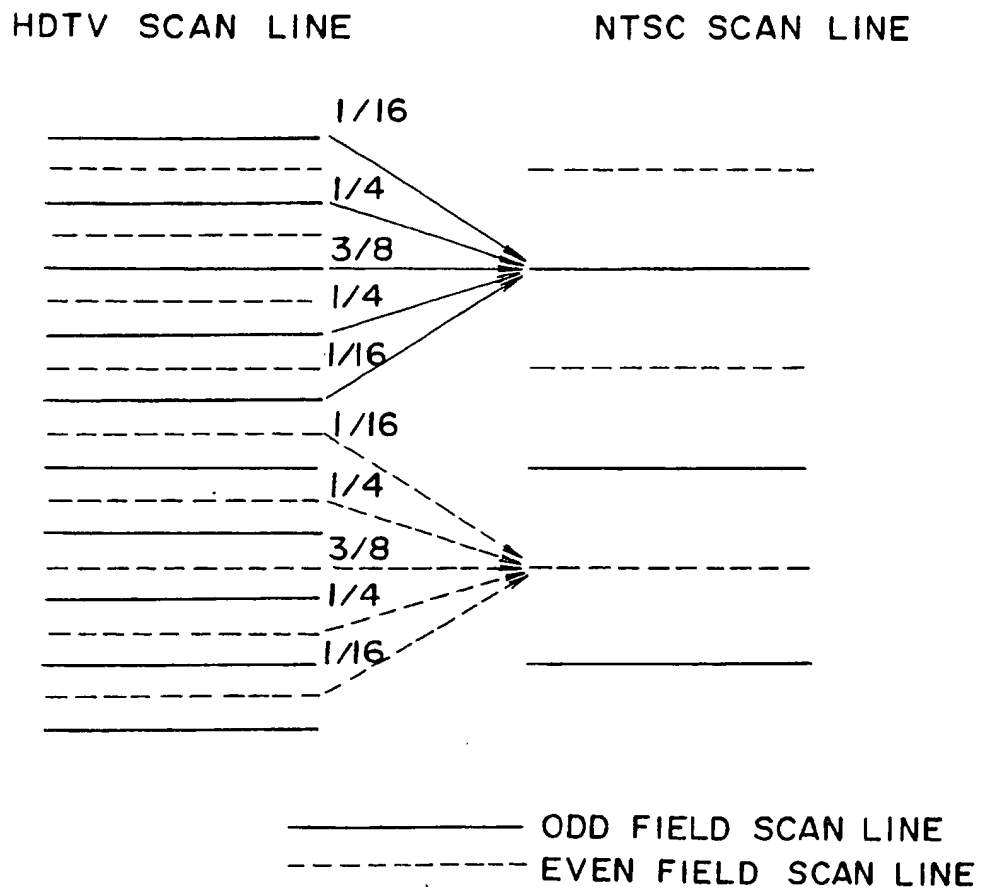 HDTV SCAN LINE
NTSC SCAN LINE
1/16
1/4
3/8
1/4
1/16
1/16
1/4
3/8
1/4
1/16
ODD FIELD SCAN LINE
EVEN FIELD SCAN LINE